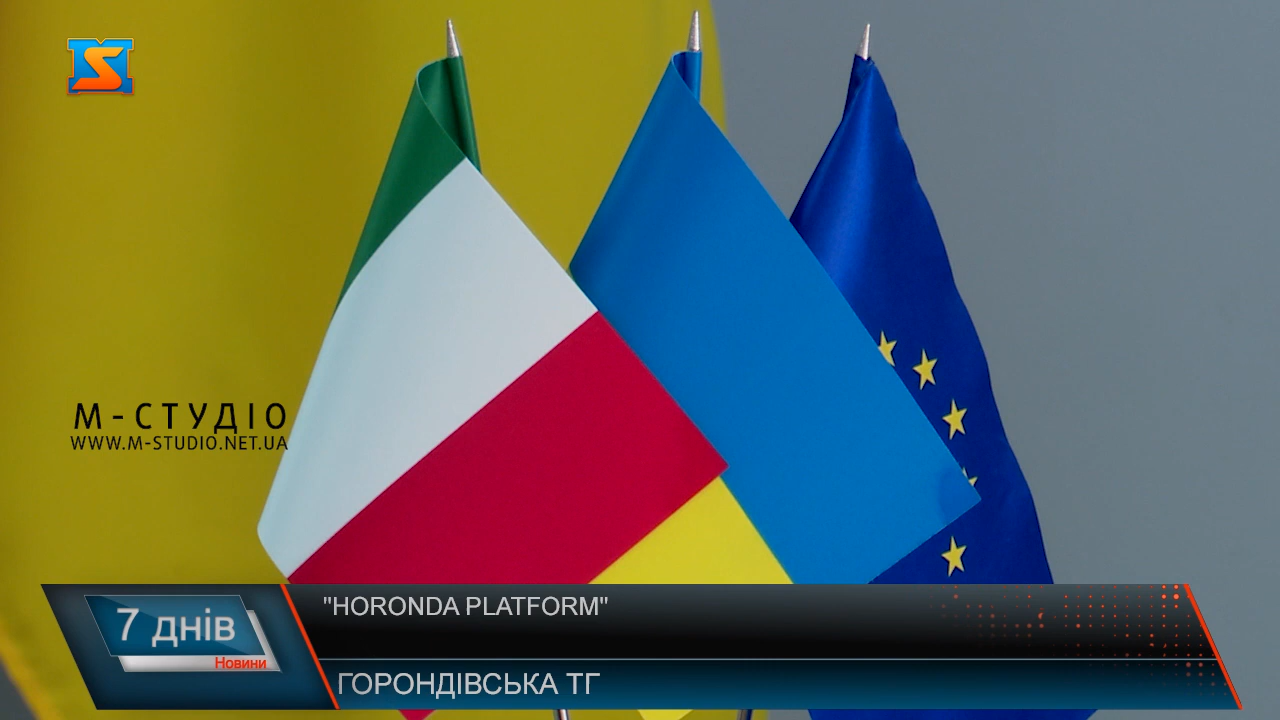 М-СТУДІО
WWW.M-STUDIO.NET.UA
7 днів
Новини
"HORONDA PLATFORM"
ГОРОНДІВСЬКА ТГ